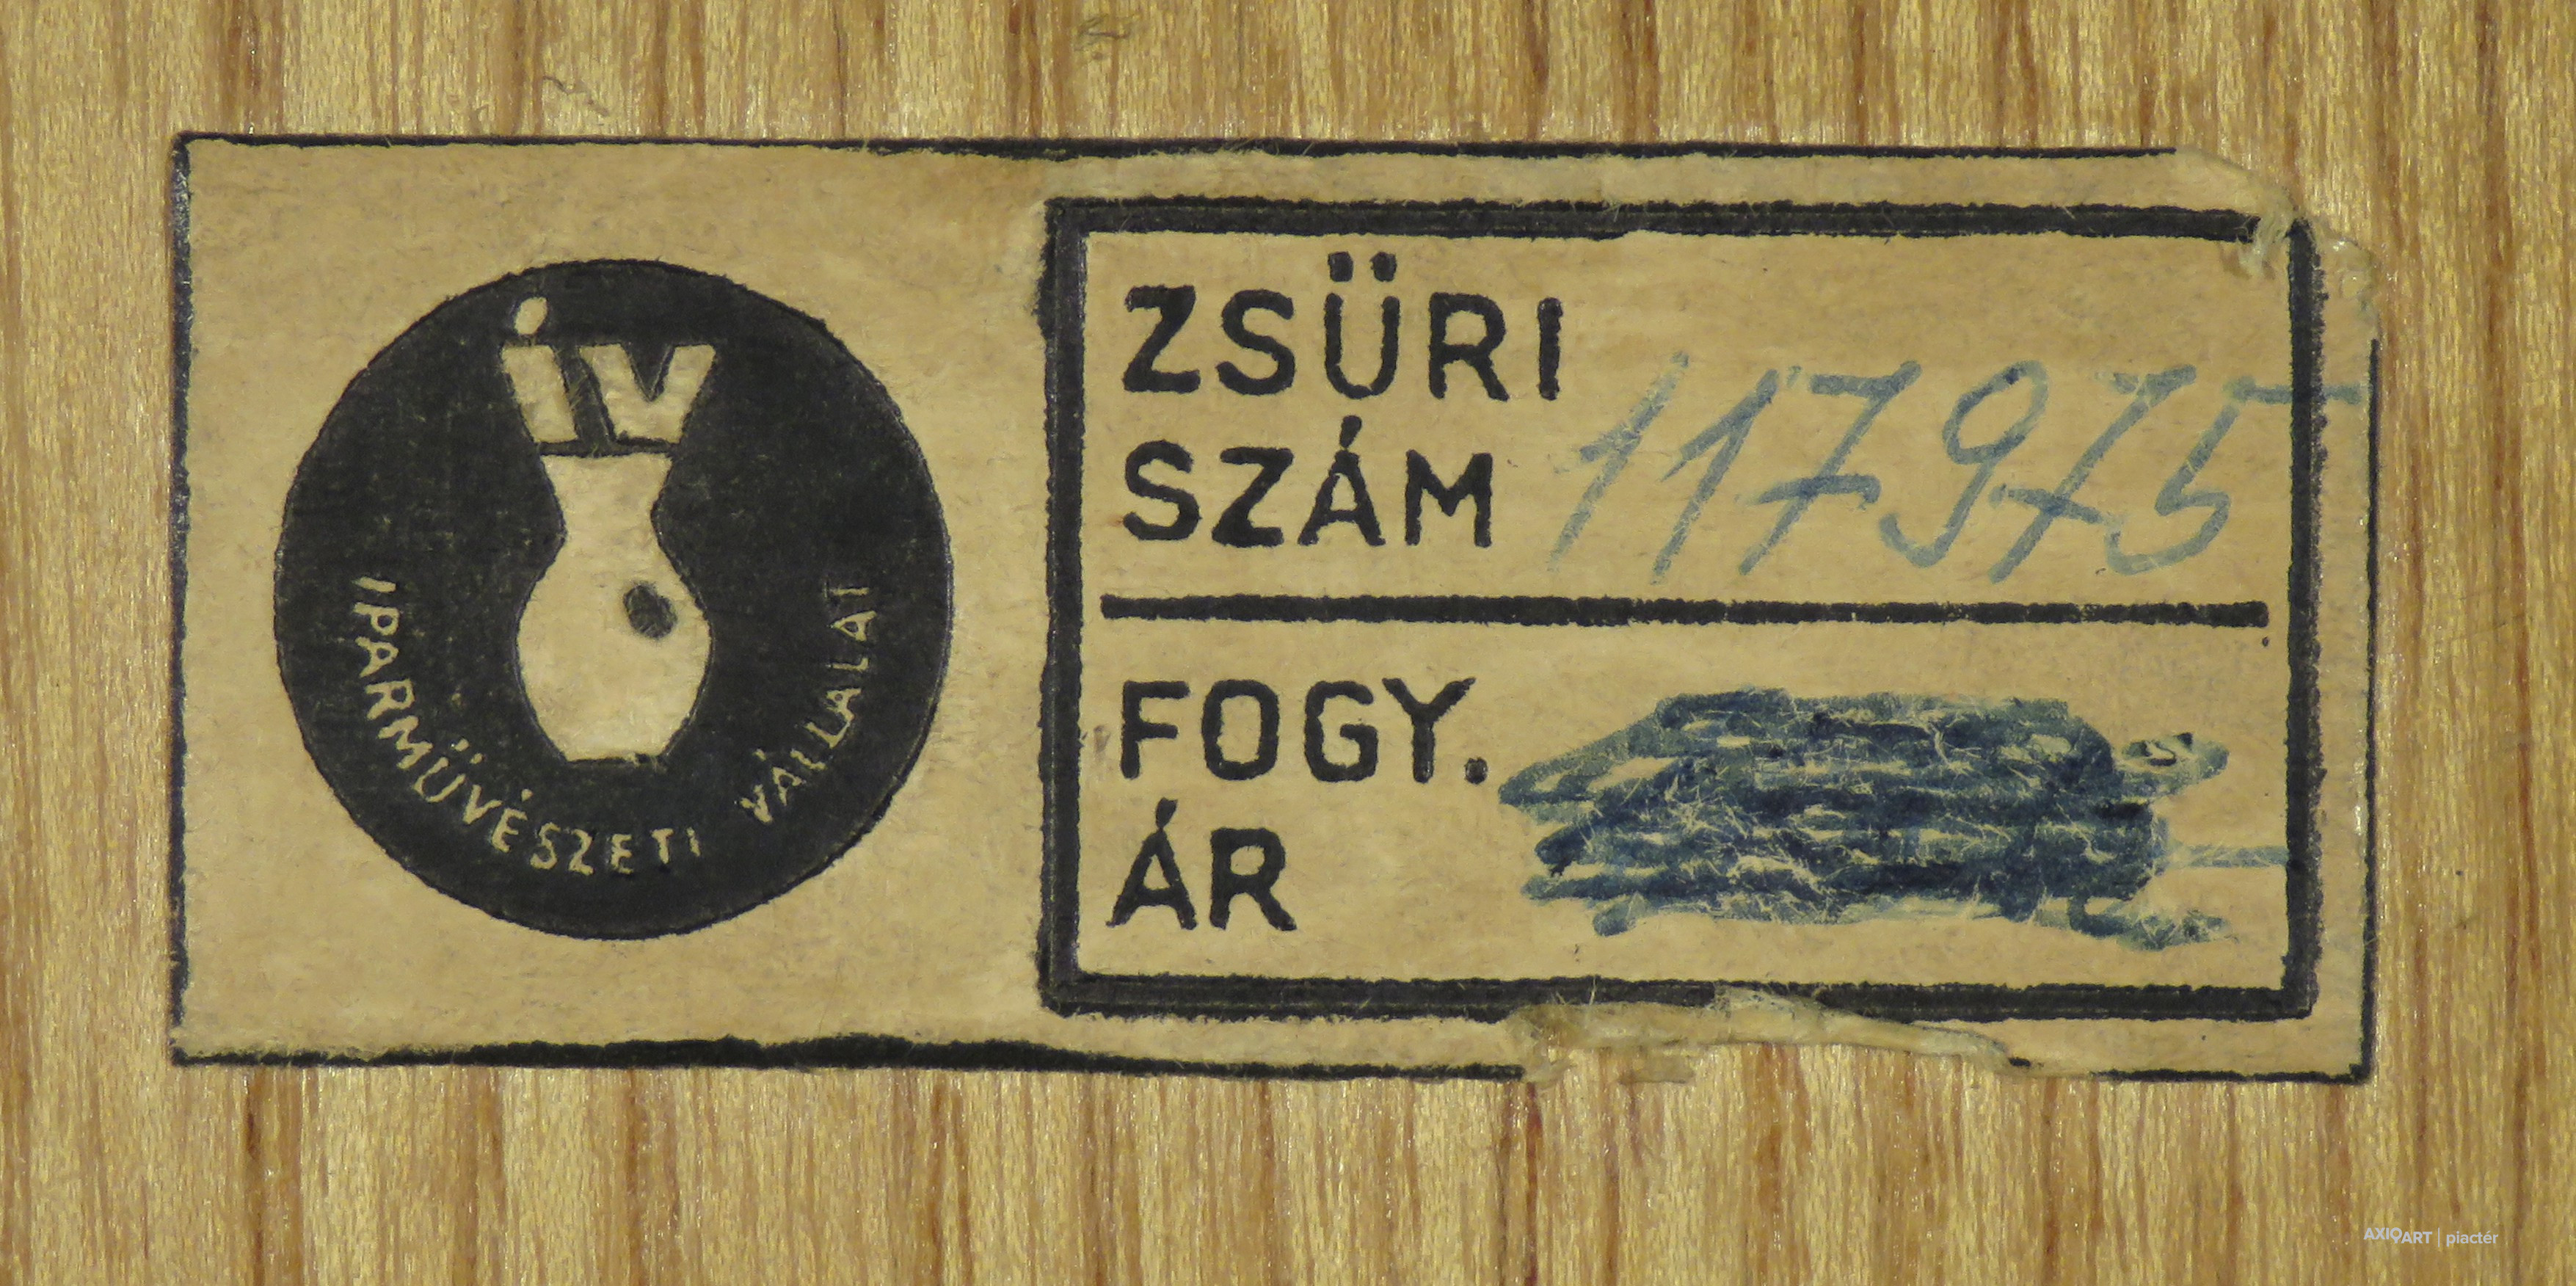 iv
IPARMŰVÉSZETI VÁLLALAT
ZSÜRI
SZÁM 117975
FOGY.
ÁR
AXIOART | piactér